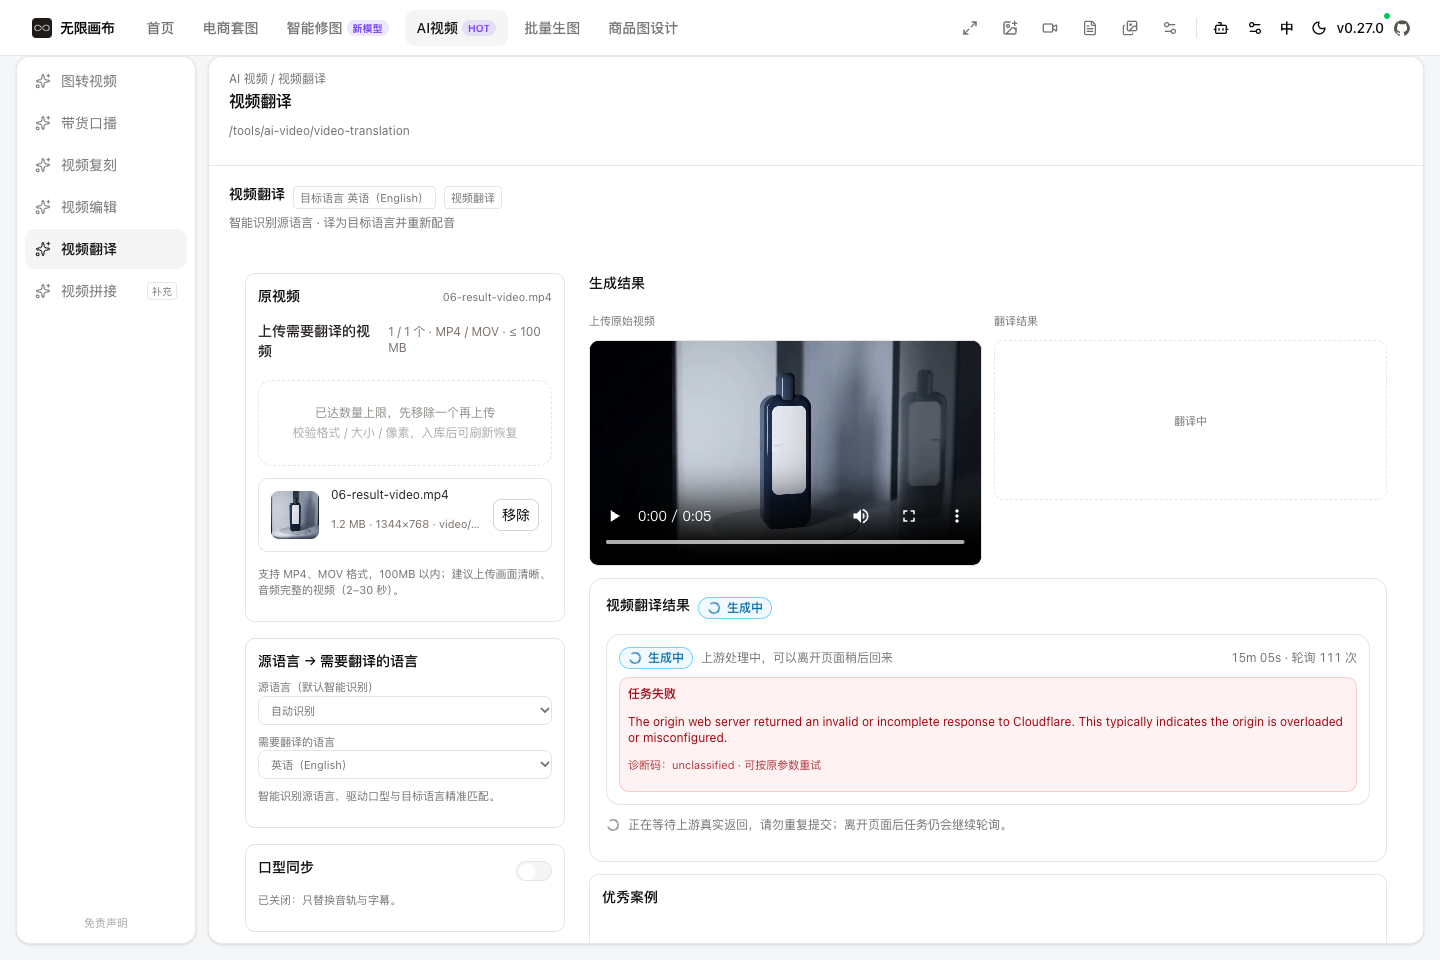 无限画布
首页
电商套图
智能修图 新模型
AI视频 HOT
批量生图
商品图设计
中
v0.27.0
图转视频
带货口播
视频复刻
视频编辑
视频翻译
视频拼接 补充
免责声明
AI 视频 / 视频翻译
视频翻译
/tools/ai-video/video-translation
视频翻译 目标语言 英语（English） 视频翻译
智能识别源语言 · 译为目标语言并重新配音
原视频 06-result-video.mp4
上传需要翻译的视
频
1 / 1 个 · MP4 / MOV · ≤ 100
MB
已达数量上限，先移除一个再上传
校验格式 / 大小 / 像素，入库后可刷新恢复
06-result-video.mp4
1.2 MB · 1344×768 · video/...
移除
支持 MP4、MOV 格式，100MB 以内；建议上传画面清晰、
音频完整的视频（2–30 秒）。
源语言 → 需要翻译的语言
源语言（默认智能识别）
自动识别
需要翻译的语言
英语（English）
智能识别源语言，驱动口型与目标语言精准匹配。
口型同步
已关闭：只替换音轨与字幕。
生成结果
上传原始视频
0:00 / 0:05
翻译结果
翻译中
视频翻译结果 生成中
生成中 上游处理中，可以离开页面稍后回来 15m 05s · 轮询 111 次
任务失败
The origin web server returned an invalid or incomplete response to Cloudflare. This typically indicates the origin is overloaded
or misconfigured.
诊断码：unclassified · 可按原参数重试
正在等待上游真实返回，请勿重复提交；离开页面后任务仍会继续轮询。
优秀案例